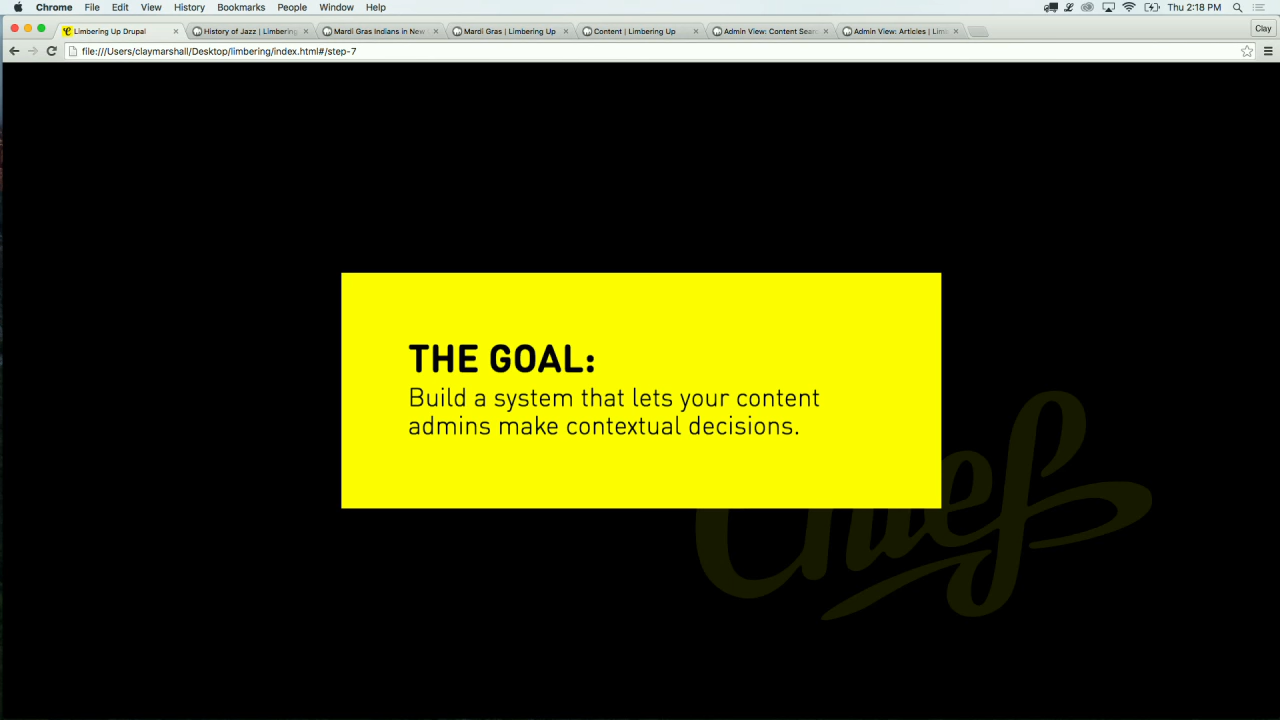 Chrome File Edit View History Bookmarks People Window Help Thu 2:18 PM
Limbering Up Drupal History of Jazz | Limbering Mardi Gras Indians in New Mardi Gras | Limbering Up Content | Limbering Up Admin View: Content Sear Admin View: Articles | Lim Clay
file:///Users/claymarshall/Desktop/limbering/index.html#/step-7
THE GOAL:
Build a system that lets your content
admins make contextual decisions.
Chief